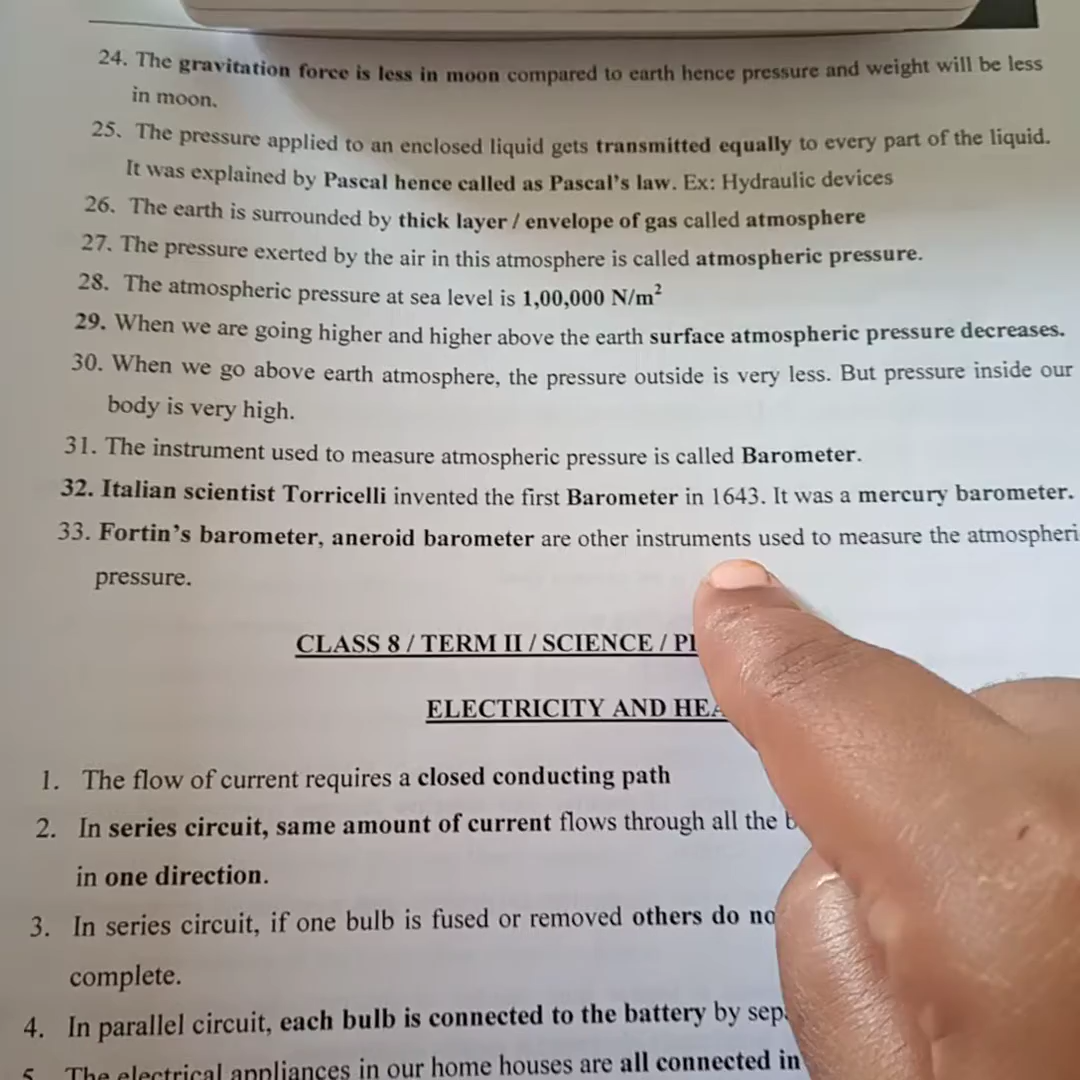 24. The gravitation force is less in moon compared to earth hence pressure and weight will be less
in moon.
25. The pressure applied to an enclosed liquid gets transmitted equally to every part of the liquid.
It was explained by Pascal hence called as Pascal's law. Ex: Hydraulic devices
26. The earth is surrounded by thick layer / envelope of gas called atmosphere
27. The pressure exerted by the air in this atmosphere is called atmospheric pressure.
28. The atmospheric pressure at sea level is 1,00,000 N/m²
29. When we are going higher and higher above the earth surface atmospheric pressure decreases.
30. When we go above earth atmosphere, the pressure outside is very less. But pressure inside our
body is very high.
31. The instrument used to measure atmospheric pressure is called Barometer.
32. Italian scientist Torricelli invented the first Barometer in 1643. It was a mercury barometer.
33. Fortin's barometer, aneroid barometer are other instruments used to measure the atmospheri
pressure.
CLASS 8 / TERM II / SCIENCE /
ELECTRICITY AND
1. The flow of current requires a closed conducting path
2. In series circuit, same amount of current flows through all the
in one direction.
3. In series circuit, if one bulb is fused or removed others do
complete.
4. In parallel circuit, each bulb is connected to the battery by
5. The electrical appliances in our home houses are all connected in